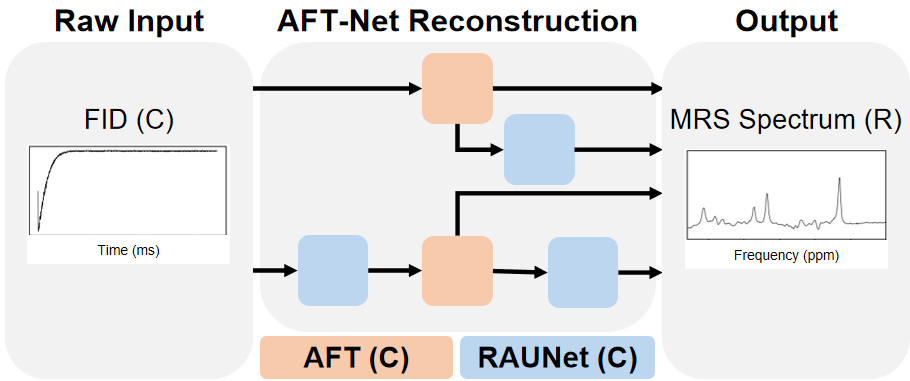 Raw Input
AFT-Net Reconstruction
Output
FID (C)
Time (ms)
MRS Spectrum (R)
Frequency (ppm)
AFT (C)
RAUNet (C)